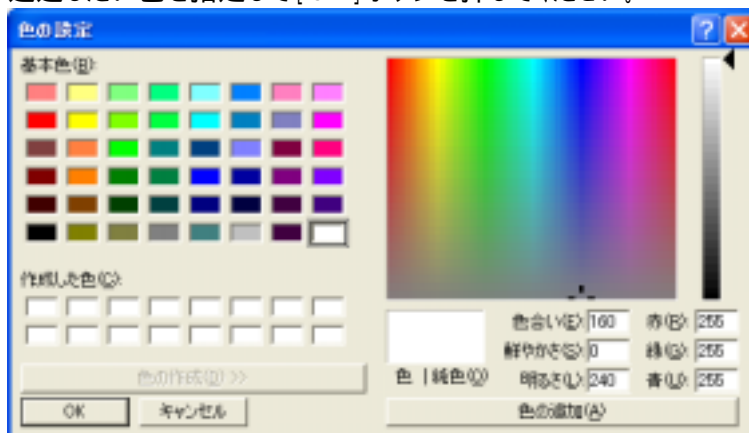 色の設定
基本色(B):
作成した色(C):
色の作成(D) >>
OK キャンセル
色 | 純色(O)
色合い(E): 160 赤(R): 255
鮮やかさ(S): 0 緑(G): 255
明るさ(L): 240 青(U): 255
色の追加(A)